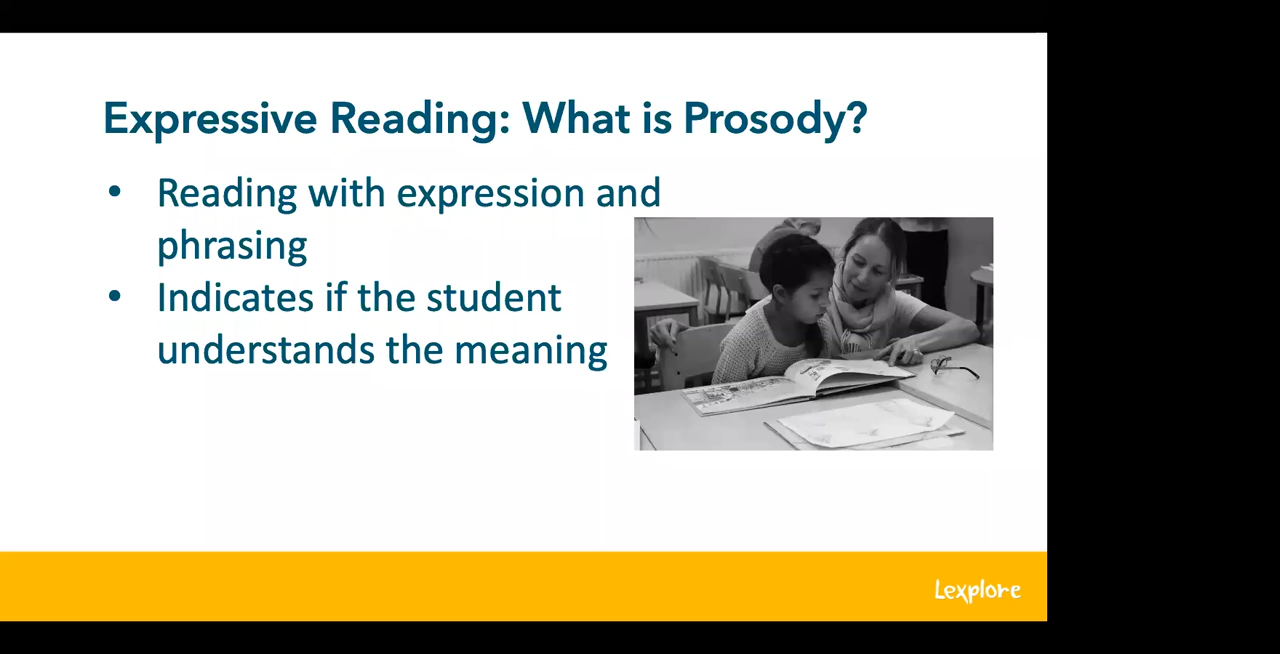 Expressive Reading: What is Prosody?
• Reading with expression and
phrasing
• Indicates if the student
understands the meaning
Lexplore